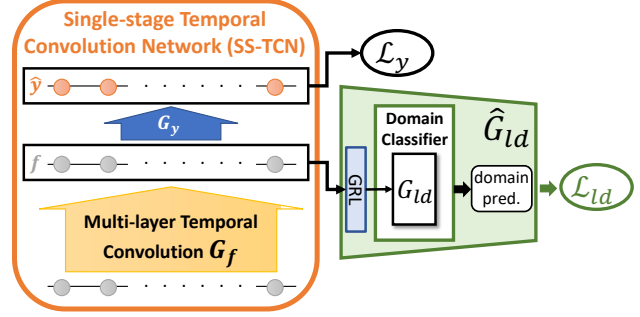 Single-stage Temporal
Convolution Network (SS-TCN)
ŷ
G_y
f
Multi-layer Temporal
Convolution G_f
ℒ_y
Ĝ_ld
Domain
Classifier
GRL
G_ld
domain
pred.
ℒ_ld